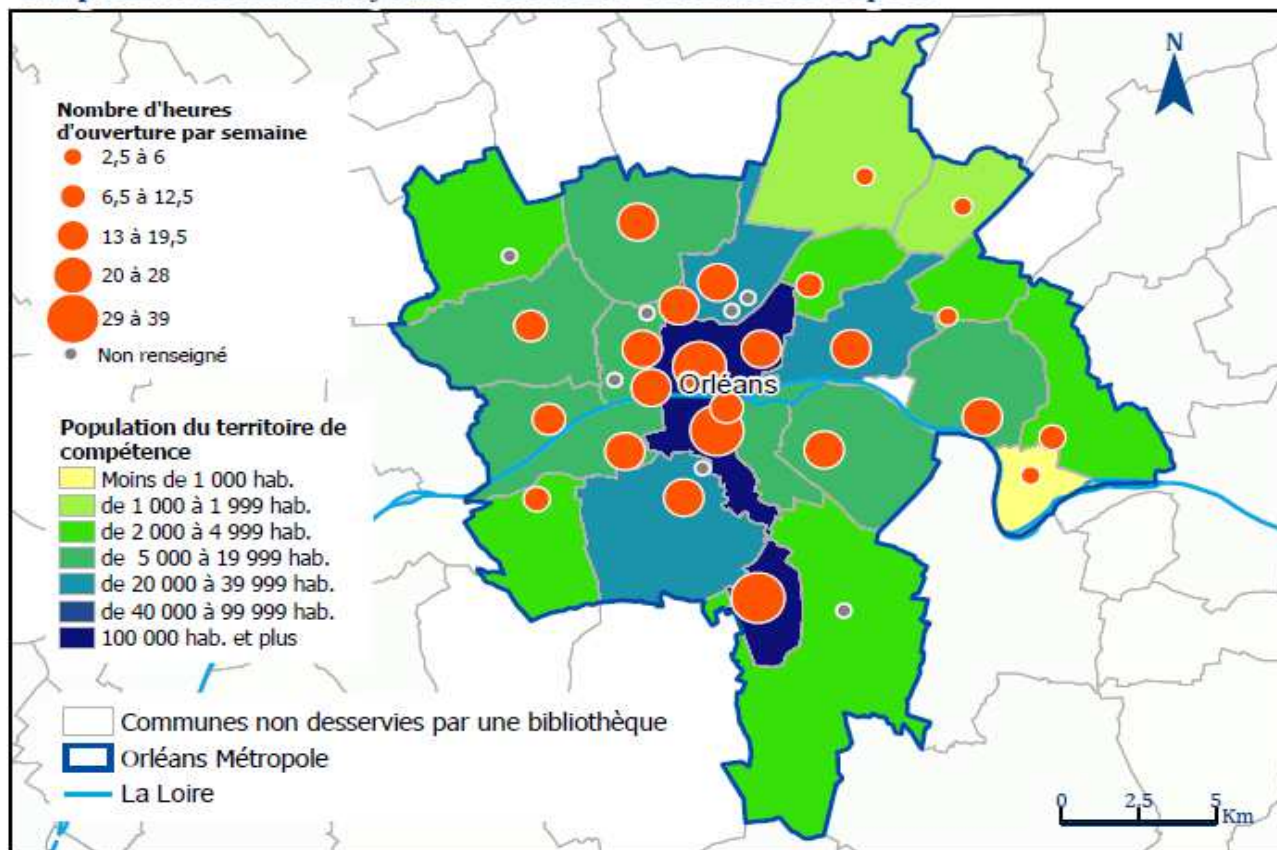 Nombre d'heures
d'ouverture par semaine
2,5 à 6
6,5 à 12,5
13 à 19,5
20 à 28
29 à 39
Non renseigné
Population du territoire de
compétence
Moins de 1 000 hab.
de 1 000 à 1 999 hab.
de 2 000 à 4 999 hab.
de 5 000 à 19 999 hab.
de 20 000 à 39 999 hab.
de 40 000 à 99 999 hab.
100 000 hab. et plus
Communes non desservies par une bibliothèque
Orléans Métropole
La Loire
N
Orléans
0 2,5 5
Km